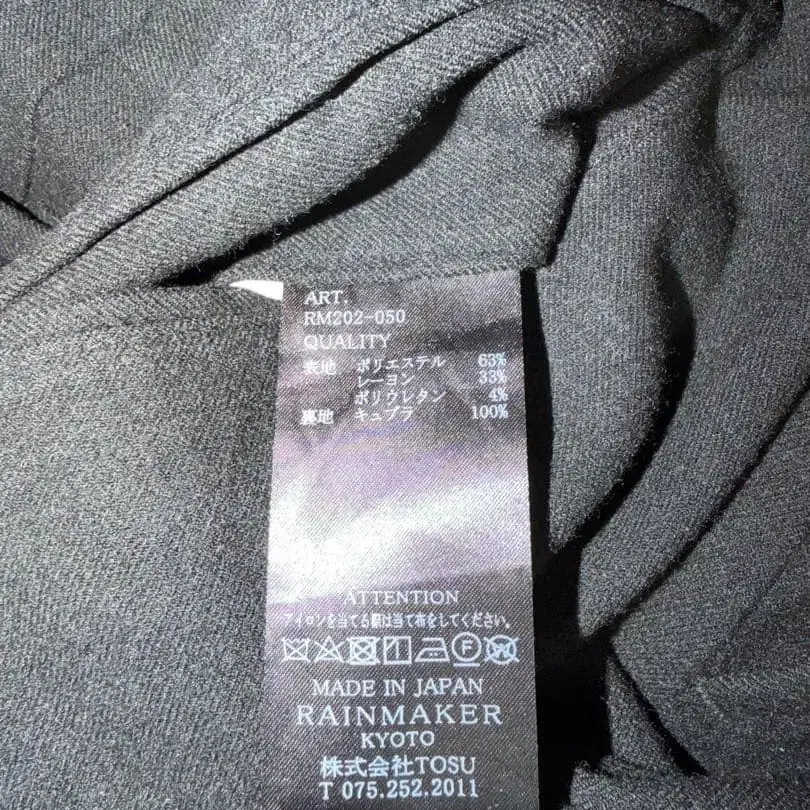 ART.
RM202-050
QUALITY
表地 ポリエステル 63%
レーヨン 33%
ポリウレタン 4%
裏地 キュプラ 100%
ATTENTION
アイロンを当てる際は当て布をしてください。
MADE IN JAPAN
RAINMAKER
KYOTO
株式会社TOSU
T 075.252.2011